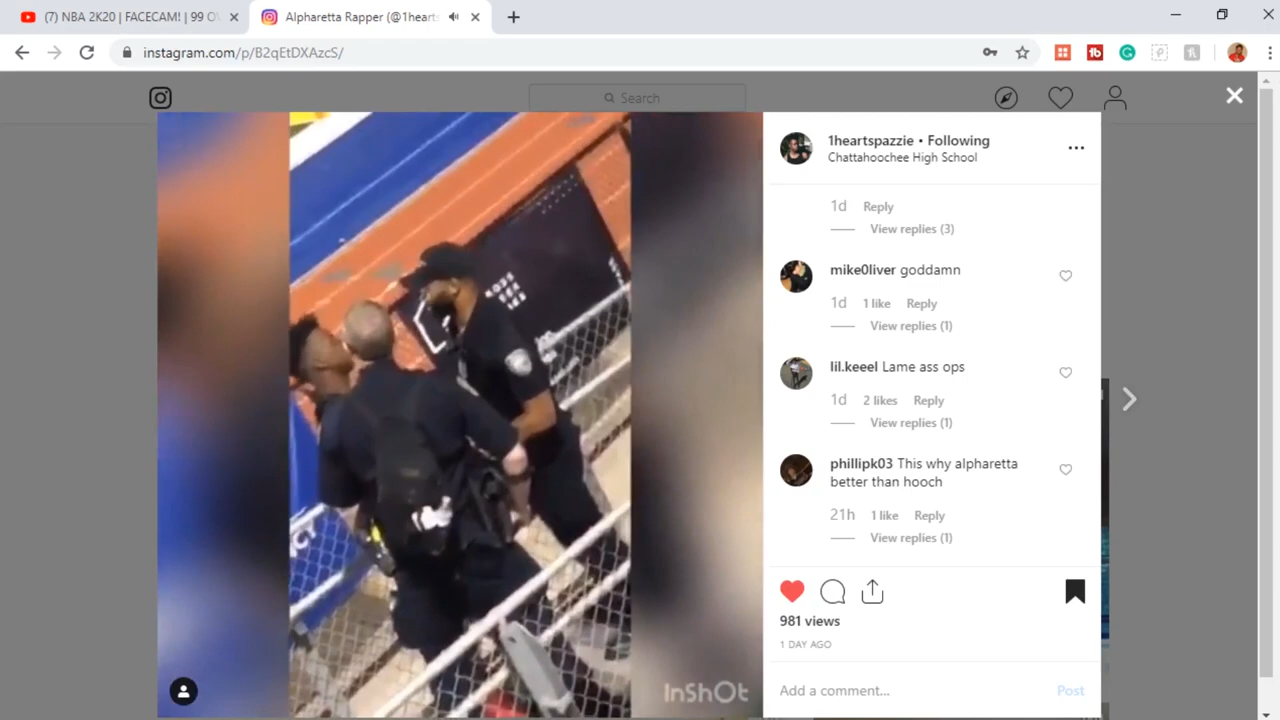 (7) NBA 2K20 | FACECAM! | 99 O
Alpharetta Rapper (@1hearts
instagram.com/p/B2qEtDXAzcS/
Search
1heartspazzie • Following
Chattahoochee High School
1d Reply
View replies (3)
mike0liver goddamn
1d 1 like Reply
View replies (1)
lil.keeel Lame ass ops
1d 2 likes Reply
View replies (1)
phillipk03 This why alpharetta
better than hooch
21h 1 like Reply
View replies (1)
981 views
1 DAY AGO
Add a comment... Post
InShOt